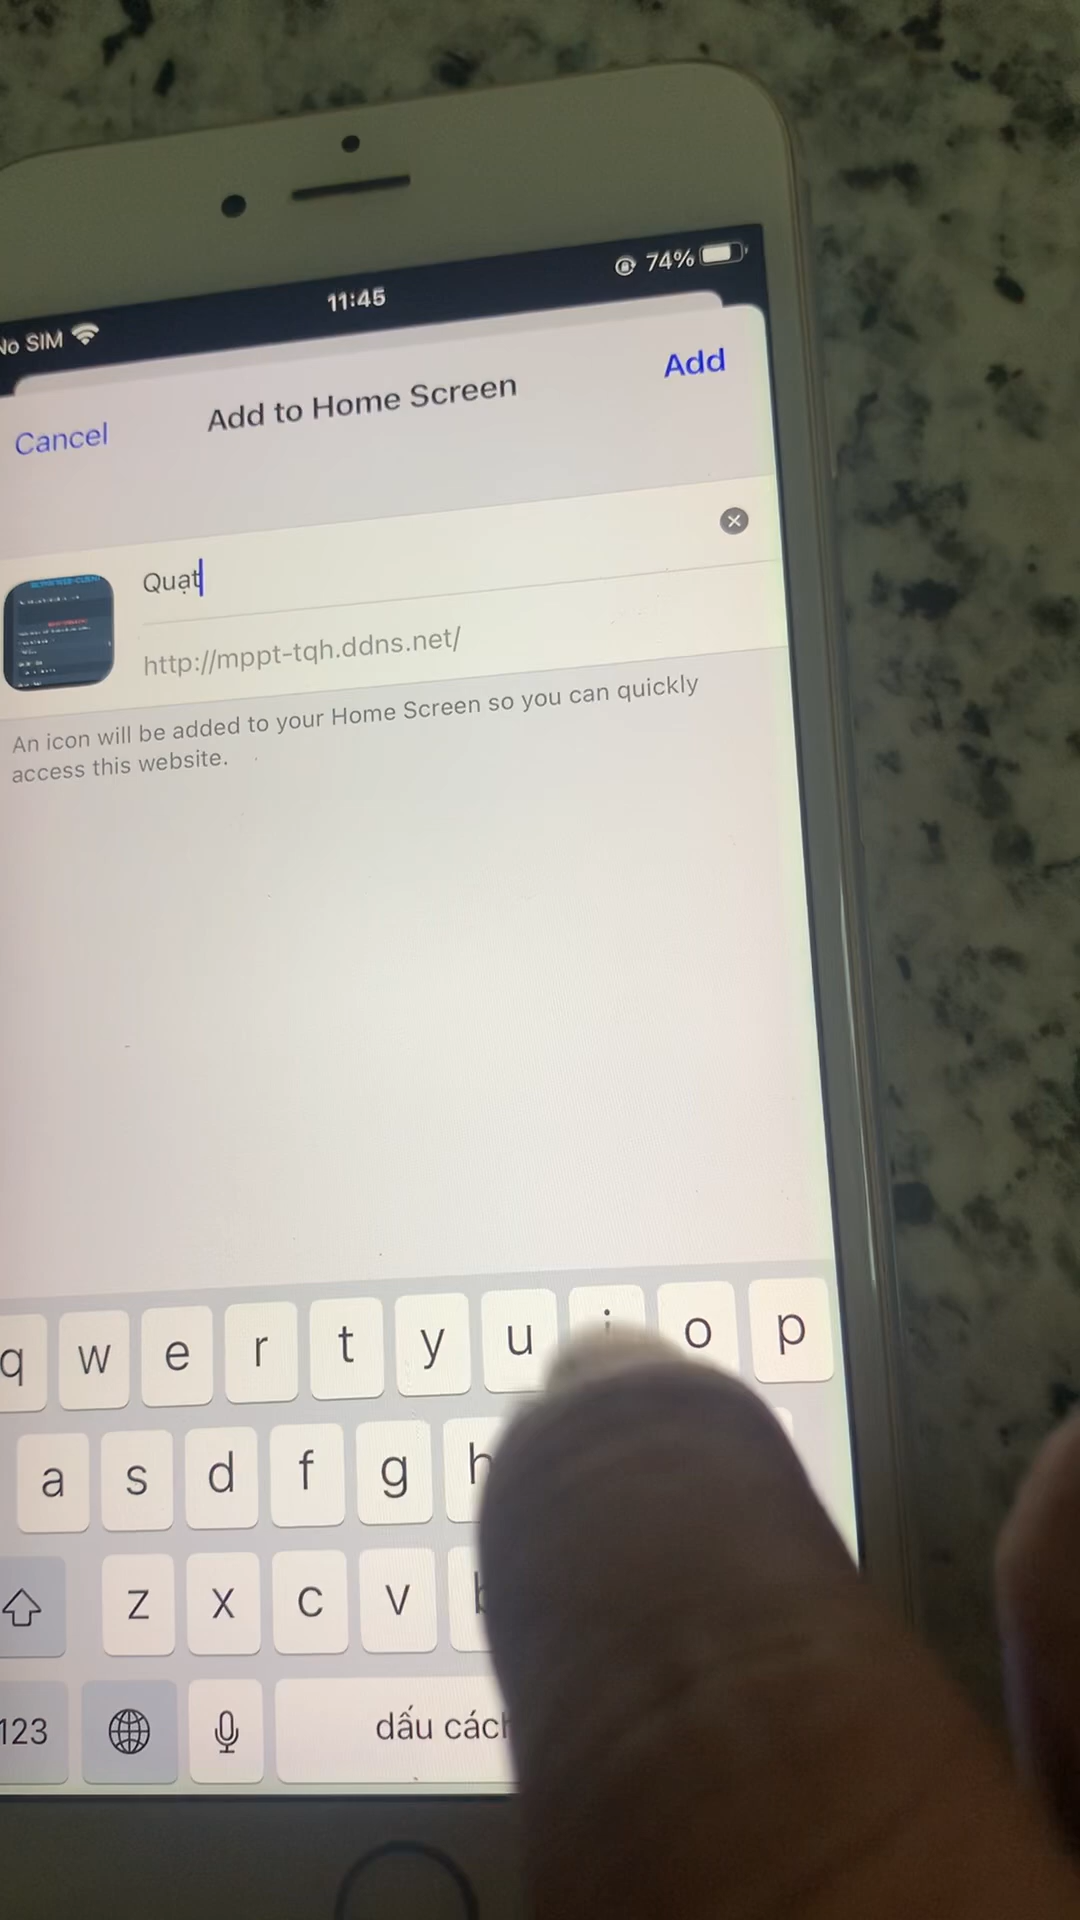 No SIM
11:45
74%
Cancel
Add to Home Screen
Add
Quạt
http://mppt-tqh.ddns.net/
An icon will be added to your Home Screen so you can quickly
access this website.
q w e r t y u i o p
a s d f g h
z x c v b
123
dấu cách